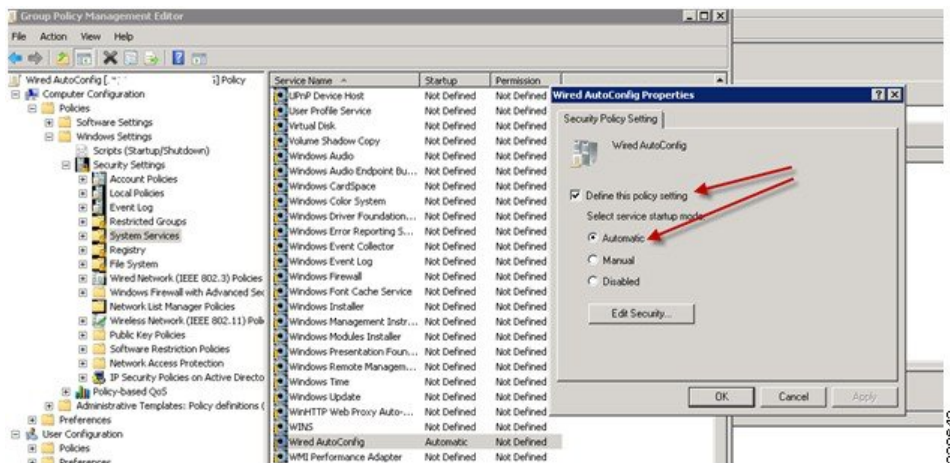 Group Policy Management Editor
File Action View Help
Wired AutoConfig [. i] Policy
Computer Configuration
Policies
Software Settings
Windows Settings
Scripts (Startup/Shutdown)
Security Settings
Account Policies
Local Policies
Event Log
Restricted Groups
System Services
Registry
File System
Wired Network (IEEE 802.3) Policies
Windows Firewall with Advanced Sec
Network List Manager Policies
Wireless Network (IEEE 802.11) Poli
Public Key Policies
Software Restriction Policies
Network Access Protection
IP Security Policies on Active Directo
Policy-based QoS
Administrative Templates: Policy definitions (
Preferences
User Configuration
Policies
Preferences
Service Name Startup Permission
UPnP Device Host Not Defined Not Defined
User Profile Service Not Defined Not Defined
Virtual Disk Not Defined Not Defined
Volume Shadow Copy Not Defined Not Defined
Windows Audio Not Defined Not Defined
Windows Audio Endpoint Bu... Not Defined Not Defined
Windows CardSpace Not Defined Not Defined
Windows Color System Not Defined Not Defined
Windows Driver Foundation... Not Defined Not Defined
Windows Error Reporting S... Not Defined Not Defined
Windows Event Collector Not Defined Not Defined
Windows Event Log Not Defined Not Defined
Windows Firewall Not Defined Not Defined
Windows Font Cache Service Not Defined Not Defined
Windows Installer Not Defined Not Defined
Windows Management Instr... Not Defined Not Defined
Windows Modules Installer Not Defined Not Defined
Windows Presentation Foun... Not Defined Not Defined
Windows Remote Managem... Not Defined Not Defined
Windows Time Not Defined Not Defined
Windows Update Not Defined Not Defined
WinHTTP Web Proxy Auto-... Not Defined Not Defined
WINS Not Defined Not Defined
Wired AutoConfig Automatic Not Defined
WMI Performance Adapter Not Defined Not Defined
Wired AutoConfig Properties
Security Policy Setting
Wired AutoConfig
Define this policy setting
Select service startup mode:
Automatic
Manual
Disabled
Edit Security...
OK Cancel Apply